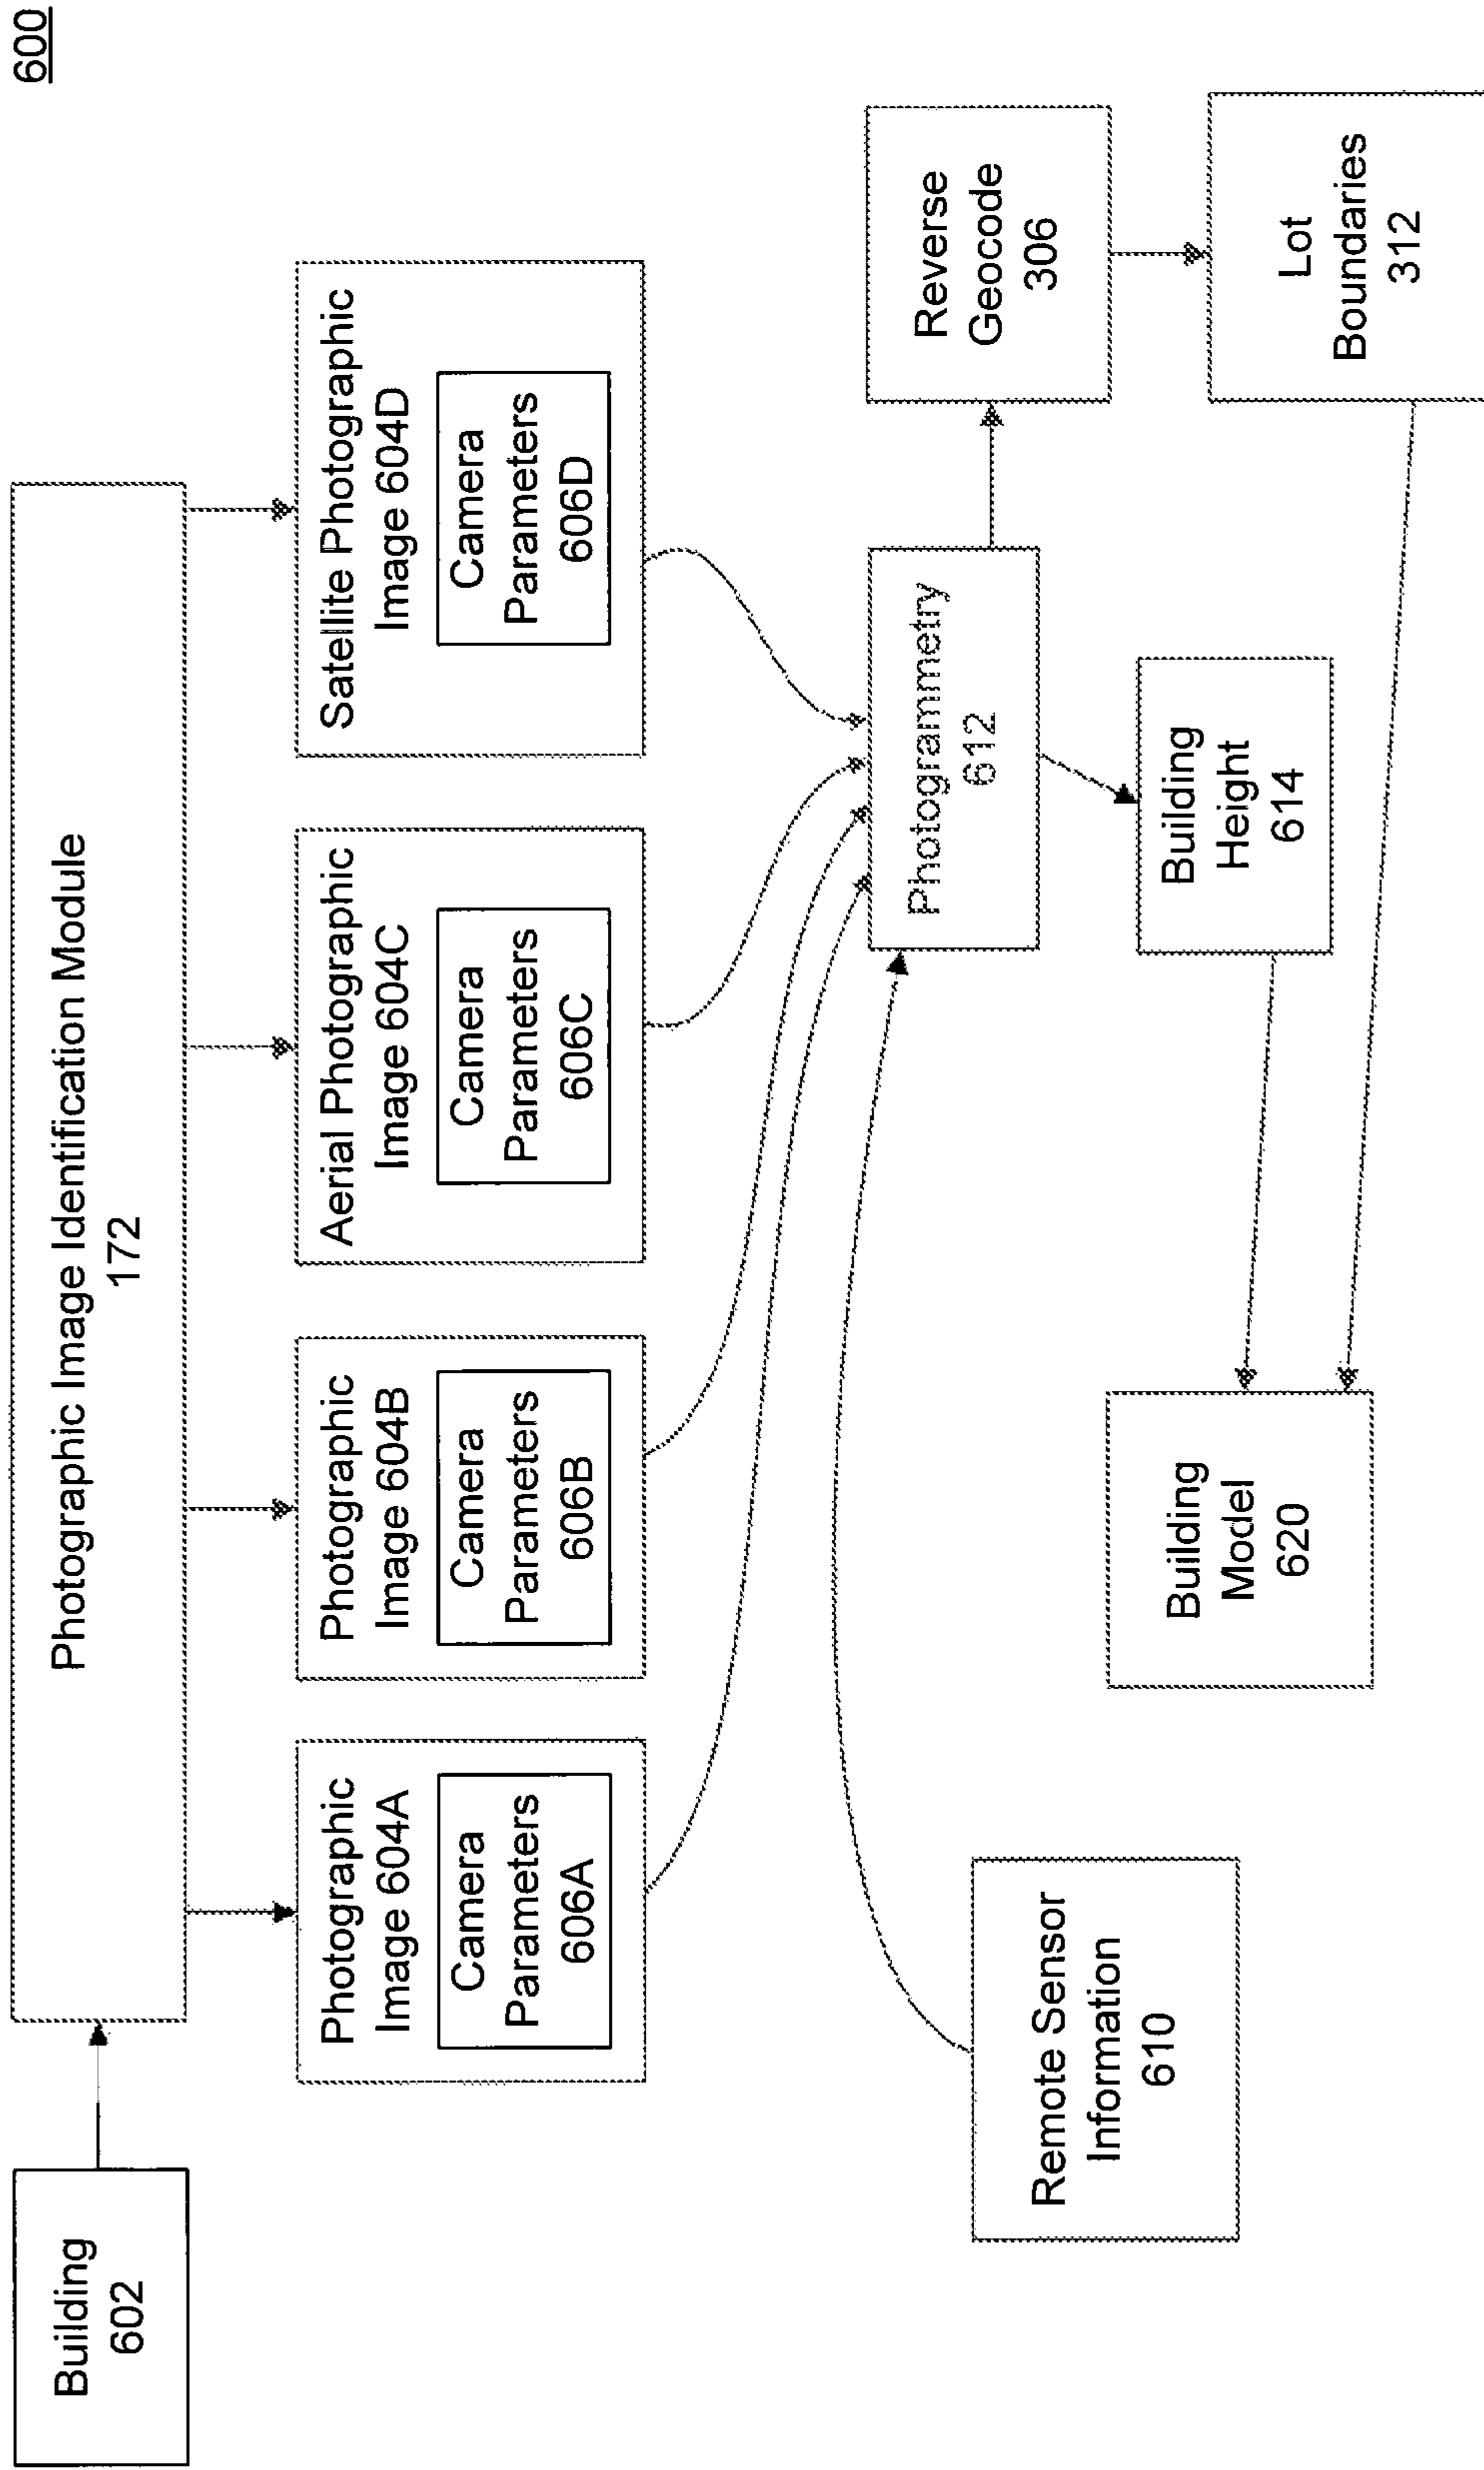 600
Building
602
Photographic Image Identification Module
172
Photographic
Image 604A
Camera
Parameters
606A
Photographic
Image 604B
Camera
Parameters
606B
Aerial Photographic
Image 604C
Camera
Parameters
606C
Satellite Photographic
Image 604D
Camera
Parameters
606D
Remote Sensor
Information
610
Photogrammetry
612
Reverse
Geocode
306
Building
Height
614
Lot
Boundaries
312
Building
Model
620